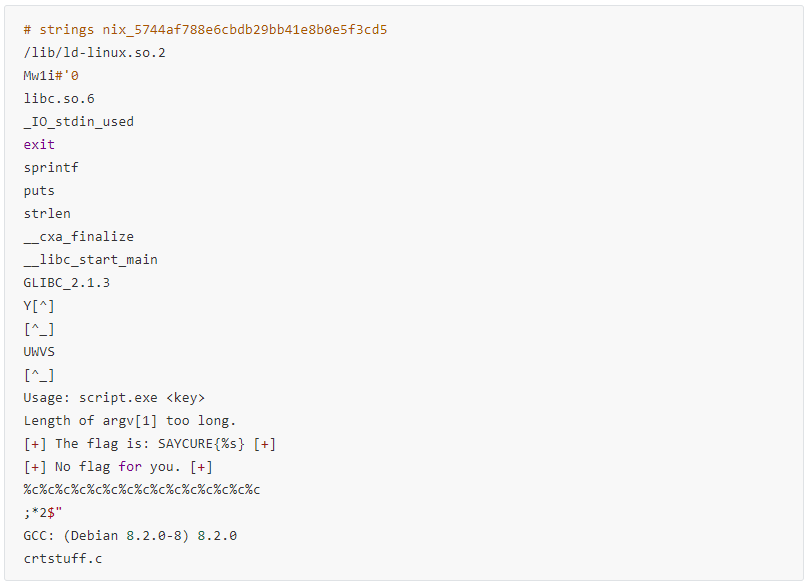 # strings nix_5744af788e6cbdb29bb41e8b0e5f3cd5
/lib/ld-linux.so.2
Mw1i#'0
libc.so.6
_IO_stdin_used
exit
sprintf
puts
strlen
__cxa_finalize
__libc_start_main
GLIBC_2.1.3
Y[^]
[^_]
UWVS
[^_]
Usage: script.exe <key>
Length of argv[1] too long.
[+] The flag is: SAYCURE{%s} [+]
[+] No flag for you. [+]
%c%c%c%c%c%c%c%c%c%c%c%c%c%c%c
;*2$"
GCC: (Debian 8.2.0-8) 8.2.0
crtstuff.c